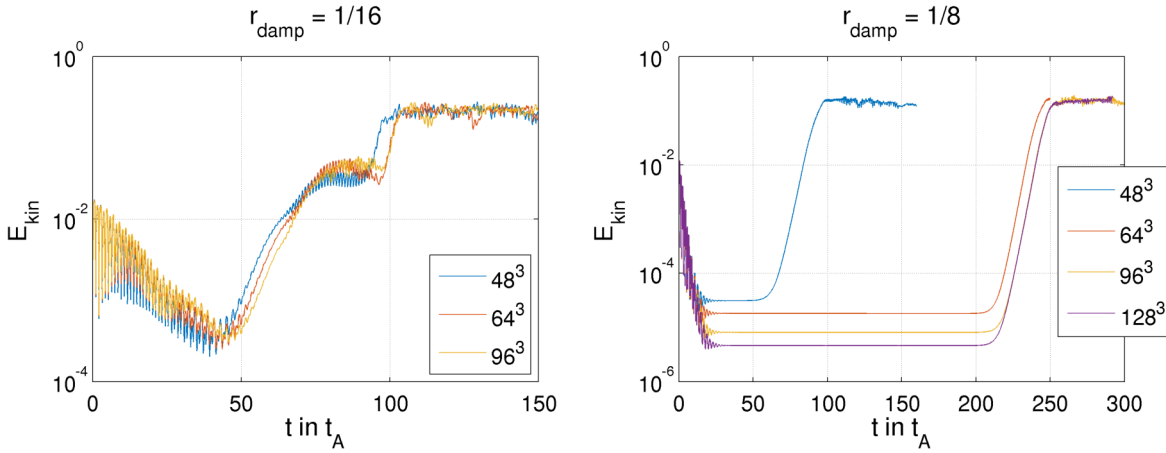 r_damp = 1/16
E_kin
10^0
10^-2
10^-4
0 50 100 150
t in t_A
48^3
64^3
96^3
r_damp = 1/8
E_kin
10^0
10^-2
10^-4
10^-6
0 50 100 150 200 250 300
t in t_A
48^3
64^3
96^3
128^3